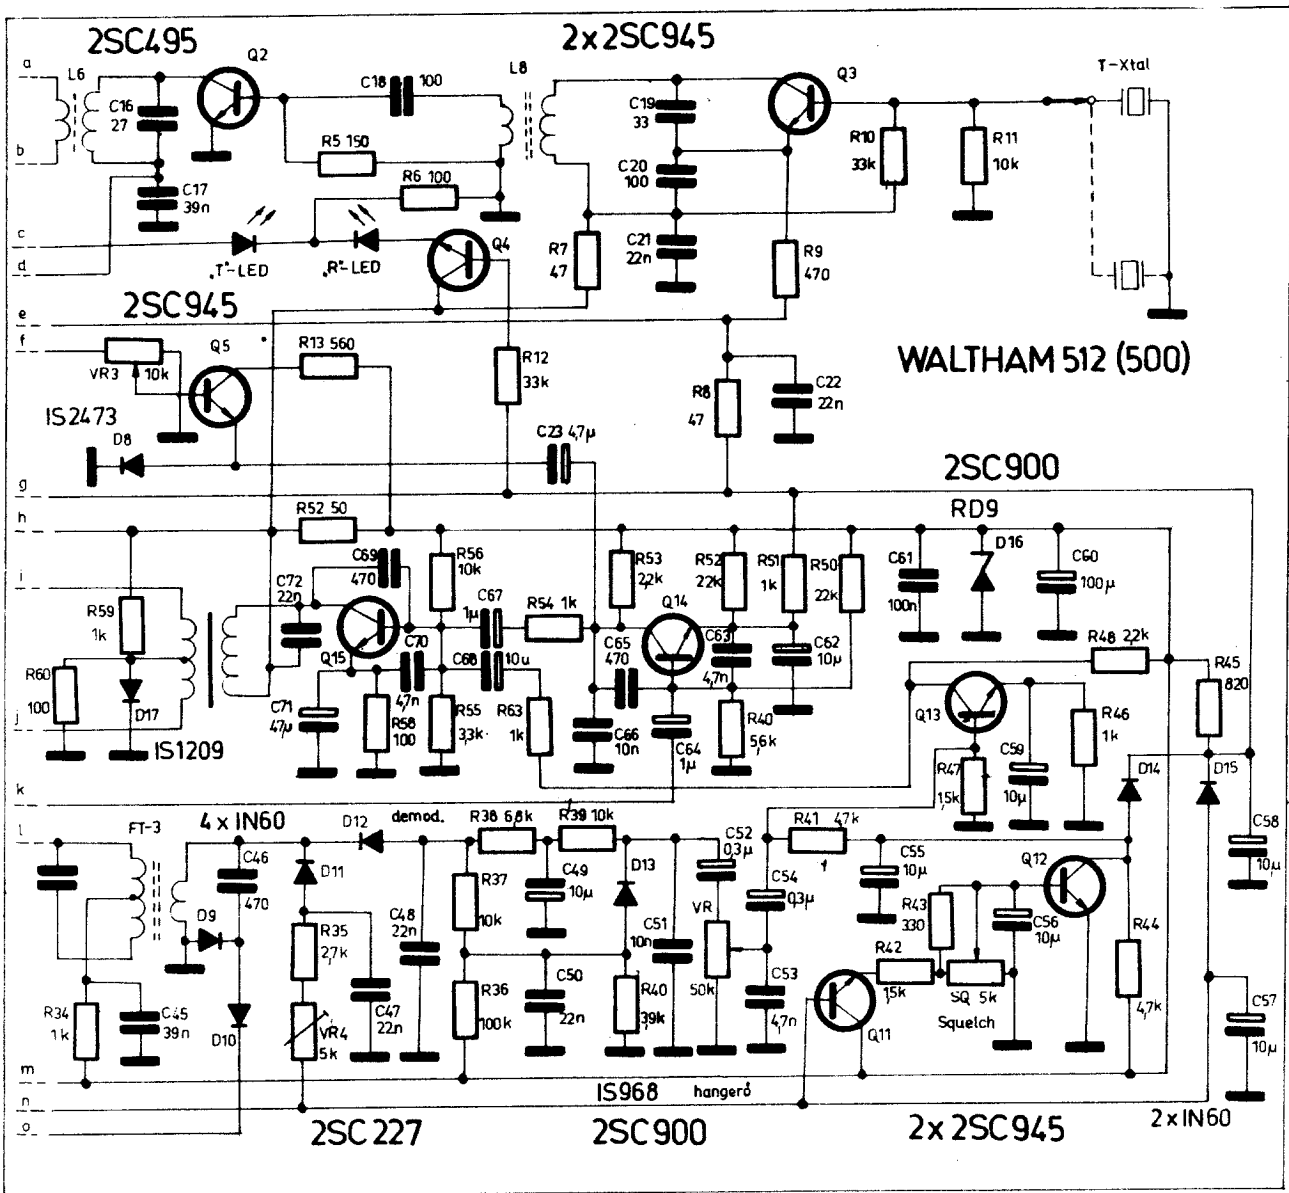 2SC495
2x2SC945
a
L6
Q2
C18
100
L8
Q3
T-Xtal
C16
27
C19
33
R10
33k
R11
10k
b
R5 150
C20
100
R6 100
C17
39n
c
Q4
C21
22n
R7
47
R9
470
d
"T"-LED
"R"-LED
2SC945
e
f
Q5
R13 560
R12
33k
WALTHAM 512 (500)
VR3
10k
R8
47
C22
22n
IS2473
D8
C23 4,7µ
2SC900
g
h
R52 50
RD9
i
C69
470
R56
10k
R53
2,2k
R52
22k
R51
1k
R50
22k
C61
100n
D16
C60
100µ
C72
22n
C67
1µ
R54 1k
Q14
R59
1k
Q15
C70
4,7n
C68
10u
C65
470
C63
4,7n
C62
10µ
R48 2,2k
R45
820
R60
100
D17
C71
47µ
R58
100
R55
3,3k
R63
1k
C66
10n
C64
1µ
R40
5,6k
Q13
R46
1k
j
IS1209
R47
1,5k
C59
10µ
D14
D15
k
l
FT-3
4 x IN60
D12
demod.
R38 6,8k
R39 10k
C52
0,3µ
R41 47k
C58
10µ
C46
470
D11
R37
10k
C49
10µ
D13
C54
0,3µ
C55
10µ
Q12
D9
R35
2,7k
C48
22n
C51
10n
VR
50k
R43
330
C56
10µ
R44
4,7k
R42
1,5k
SQ 5k
Squelch
C50
22n
R40
39k
C53
4,7n
R36
100k
R34
1k
C45
39n
D10
VR4
5k
C47
22n
Q11
C57
10µ
m
n
o
IS968
hangerő
2SC227
2SC900
2x 2SC945
2xIN60